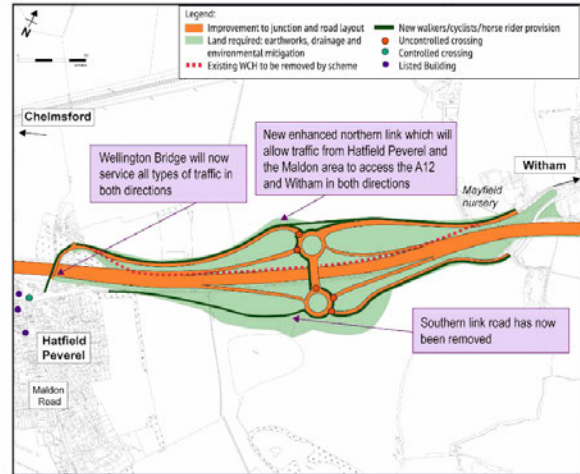 N
Legend:
Improvement to junction and road layout
Land required: earthworks, drainage and
environmental mitigation
Existing WCH to be removed by scheme
New walkers/cyclists/horse rider provision
Uncontrolled crossing
Controlled crossing
Listed Building
Chelmsford
Wellington Bridge will now
service all types of traffic in
both directions
New enhanced northern link which will
allow traffic from Hatfield Peverel and
the Maldon area to access the A12
and Witham in both directions
Witham
Mayfield
nursery
Southern link road has now
been removed
Hatfield
Peverel
Maldon
Road